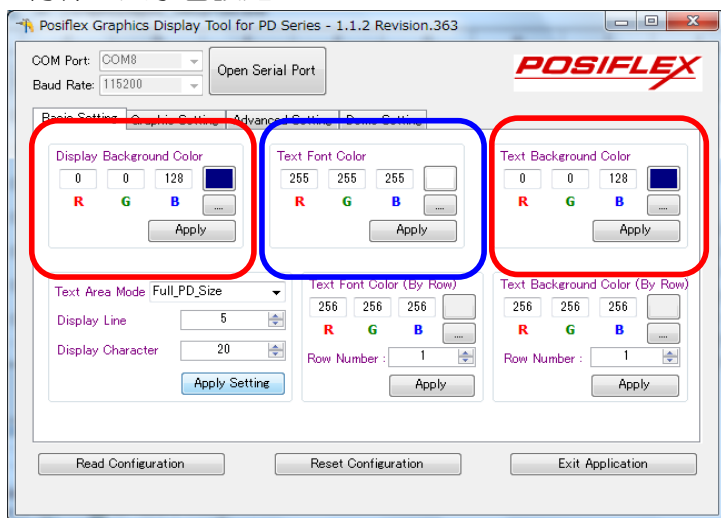 Posiflex Graphics Display Tool for PD Series - 1.1.2 Revision.363
COM Port: COM8
Baud Rate: 115200
Open Serial Port
POSIFLEX
Basic Setting Graphic Setting Advanced Setting Demo Setting
Display Background Color
0 0 128
R G B ....
Apply
Text Font Color
255 255 255
R G B ....
Apply
Text Background Color
0 0 128
R G B ....
Apply
Text Area Mode Full_PD_Size
Display Line 5
Display Character 20
Apply Setting
Text Font Color (By Row)
256 256 256
R G B ....
Row Number : 1
Apply
Text Background Color (By Row)
256 256 256
R G B ....
Row Number : 1
Apply
Read Configuration
Reset Configuration
Exit Application